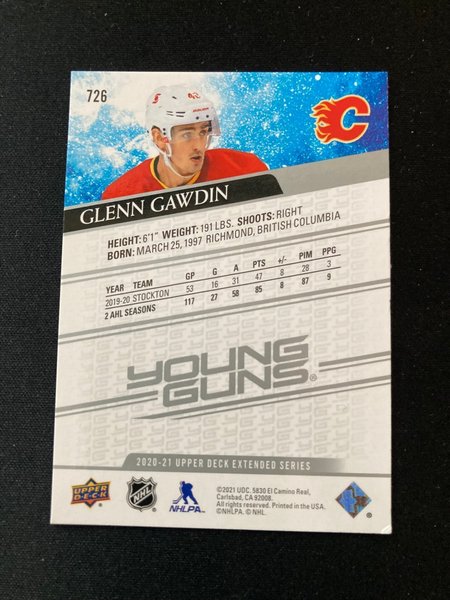 726
42
GLENN GAWDIN
HEIGHT: 6'1" WEIGHT: 191 LBS. SHOOTS: RIGHT
BORN: MARCH 25, 1997 RICHMOND, BRITISH COLUMBIA
YEAR TEAM GP G A PTS +/- PIM PPG
2019-20 STOCKTON 53 16 31 47 8 28 3
2 AHL SEASONS 117 27 58 85 8 87 9
YOUNG
GUNS®
2020-21 UPPER DECK EXTENDED SERIES
UPPER DECK
NHL
NHLPA
©2021 UDC. 5830 El Camino Real,
Carlsbad, CA 92008.
All rights reserved. Printed in the USA.
©NHLPA. © NHL.
®